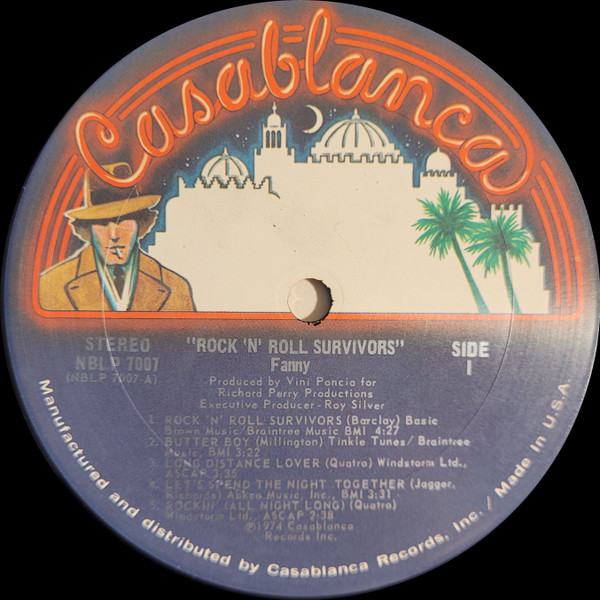 Casablanca
STEREO
NBLP 7007
(NBLP 7007-A)
"ROCK 'N' ROLL SURVIVORS"
Fanny
SIDE
1
Produced by Vini Poncia for
Richard Perry Productions
Executive Producer - Roy Silver
1. ROCK 'N' ROLL SURVIVORS (Barclay) Basic
Brown Music/Braintree Music BMI 4:27
2. BUTTER BOY (Millington) Tinkle Tunes/ Braintree
Music, BMI 3:22
3. LONG DISTANCE LOVER (Quatro) Windstorm Ltd.,
ASCAP 3:35
4. LET'S SPEND THE NIGHT TOGETHER (Jagger,
Richards) Abkco Music, Inc., BMI 3:31
5. ROCKIN' (ALL NIGHT LONG) (Quatro)
Windstorm Ltd., ASCAP 2:38
℗1974 Casablanca
Records Inc.
Manufactured and distributed by Casablanca Records, Inc. / Made in U.S.A.